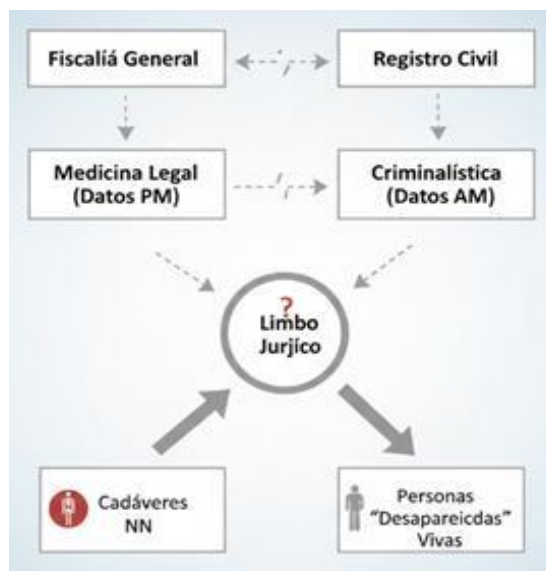 Fiscaliá General
Registro Civil
Medicina Legal
(Datos PM)
Criminalística
(Datos AM)
?
Limbo
Jurjíco
Cadáveres
NN
Personas
"Desapareicdas"
Vivas